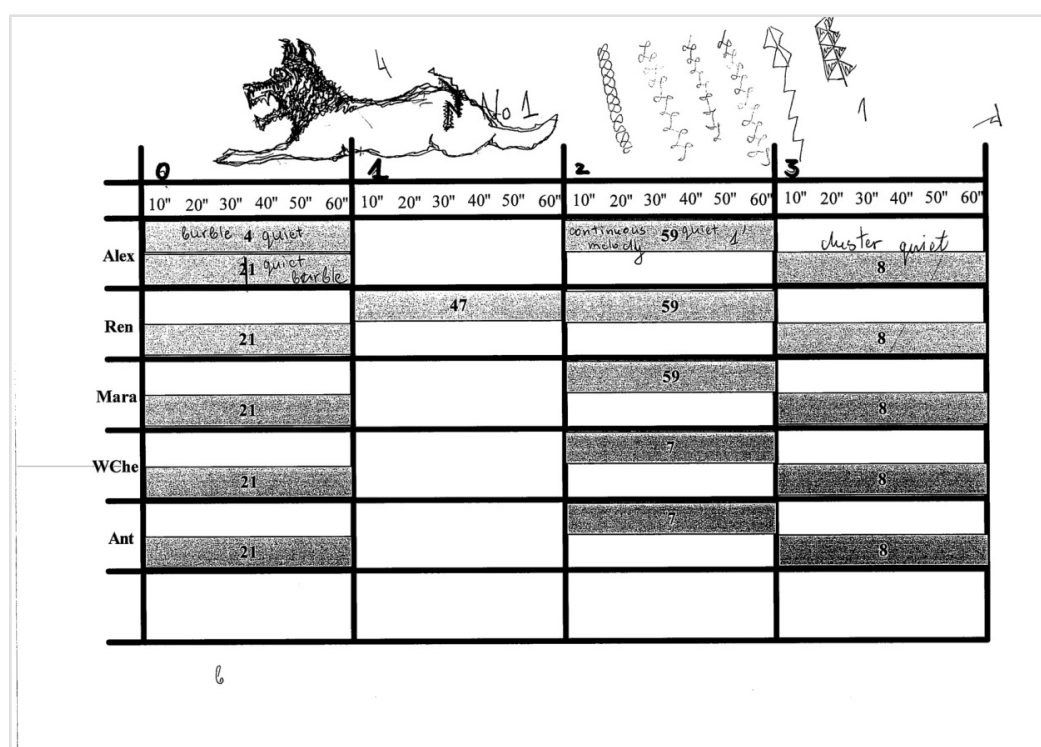 4
No 1
1
0 1 2 3
10" 20" 30" 40" 50" 60" 10" 20" 30" 40" 50" 60" 10" 20" 30" 40" 50" 60" 10" 20" 30" 40" 50" 60"
Alex
burble 4 quiet
continuous melody 59 quiet 1'
cluster quiet
21 quiet burble
8
Ren
47 59
21 8
Mara
59
21 8
WChe
7
21 8
Ant
7
21 8